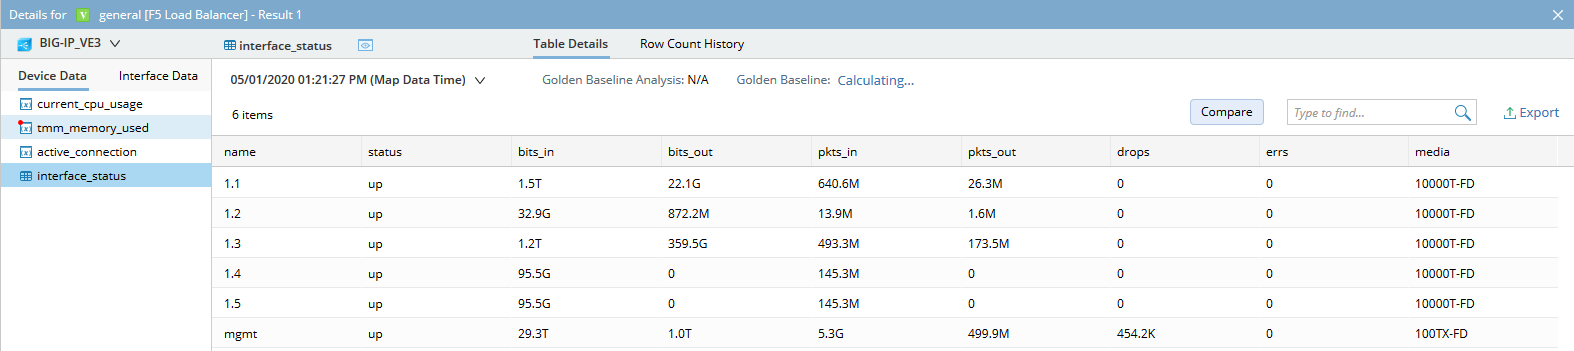 Details for V general [F5 Load Balancer] - Result 1
BIG-IP_VE3 interface_status Table Details Row Count History
Device Data Interface Data
05/01/2020 01:21:27 PM (Map Data Time) Golden Baseline Analysis: N/A Golden Baseline: Calculating...
current_cpu_usage
tmm_memory_used
active_connection
interface_status
6 items Compare Type to find... Export
name status bits_in bits_out pkts_in pkts_out drops errs media
1.1 up 1.5T 22.1G 640.6M 26.3M 0 0 10000T-FD
1.2 up 32.9G 872.2M 13.9M 1.6M 0 0 10000T-FD
1.3 up 1.2T 359.5G 493.3M 173.5M 0 0 10000T-FD
1.4 up 95.5G 0 145.3M 0 0 0 10000T-FD
1.5 up 95.5G 0 145.3M 0 0 0 10000T-FD
mgmt up 29.3T 1.0T 5.3G 499.9M 454.2K 0 100TX-FD